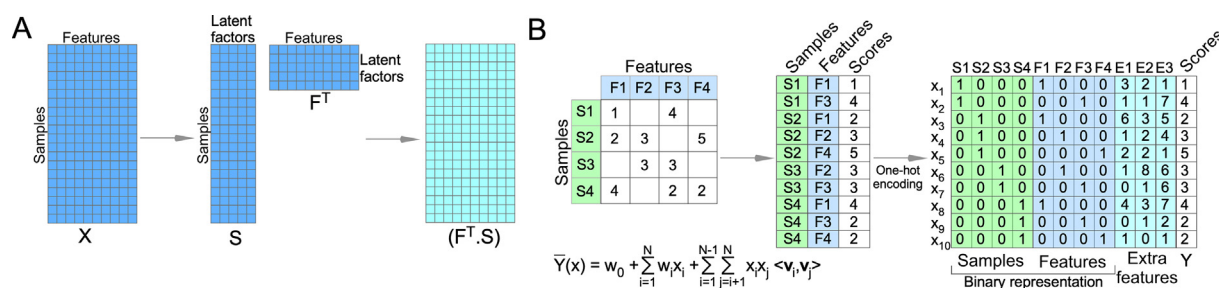 A
Features
Samples
X
Latent
factors
Samples
S
Features
Latent
factors
F^T
(F^T.S)
B
Features
F1 F2 F3 F4
Samples
S1 1 4
S2 2 3 5
S3 3 3
S4 4 2 2
Samples Features Scores
S1 F1 1
S1 F3 4
S2 F1 2
S2 F2 3
S2 F4 5
S3 F2 3
S3 F3 3
S4 F1 4
S4 F3 2
S4 F4 2
One-hot
encoding
S1 S2 S3 S4 F1 F2 F3 F4 E1 E2 E3 Scores
x1 1 0 0 0 1 0 0 0 3 2 1 1
x2 1 0 0 0 0 0 1 0 1 1 7 4
x3 0 1 0 0 1 0 0 0 6 3 5 2
x4 0 1 0 0 0 1 0 0 1 2 4 3
x5 0 1 0 0 0 0 0 1 2 2 1 5
x6 0 0 1 0 0 1 0 0 1 8 6 3
x7 0 0 1 0 0 0 1 0 1 0 6 3
x8 0 0 0 1 1 0 0 0 4 3 7 4
x9 0 0 0 1 0 0 1 0 0 1 0 2
x10 0 0 0 1 0 0 0 1 1 0 1 2
Samples Features Extra features Y
Binary representation
Y̅(x) = w0 + ∑_{i=1}^{N} wixi + ∑_{i=1}^{N-1} ∑_{j=i+1}^{N} xixj <vi,vj>